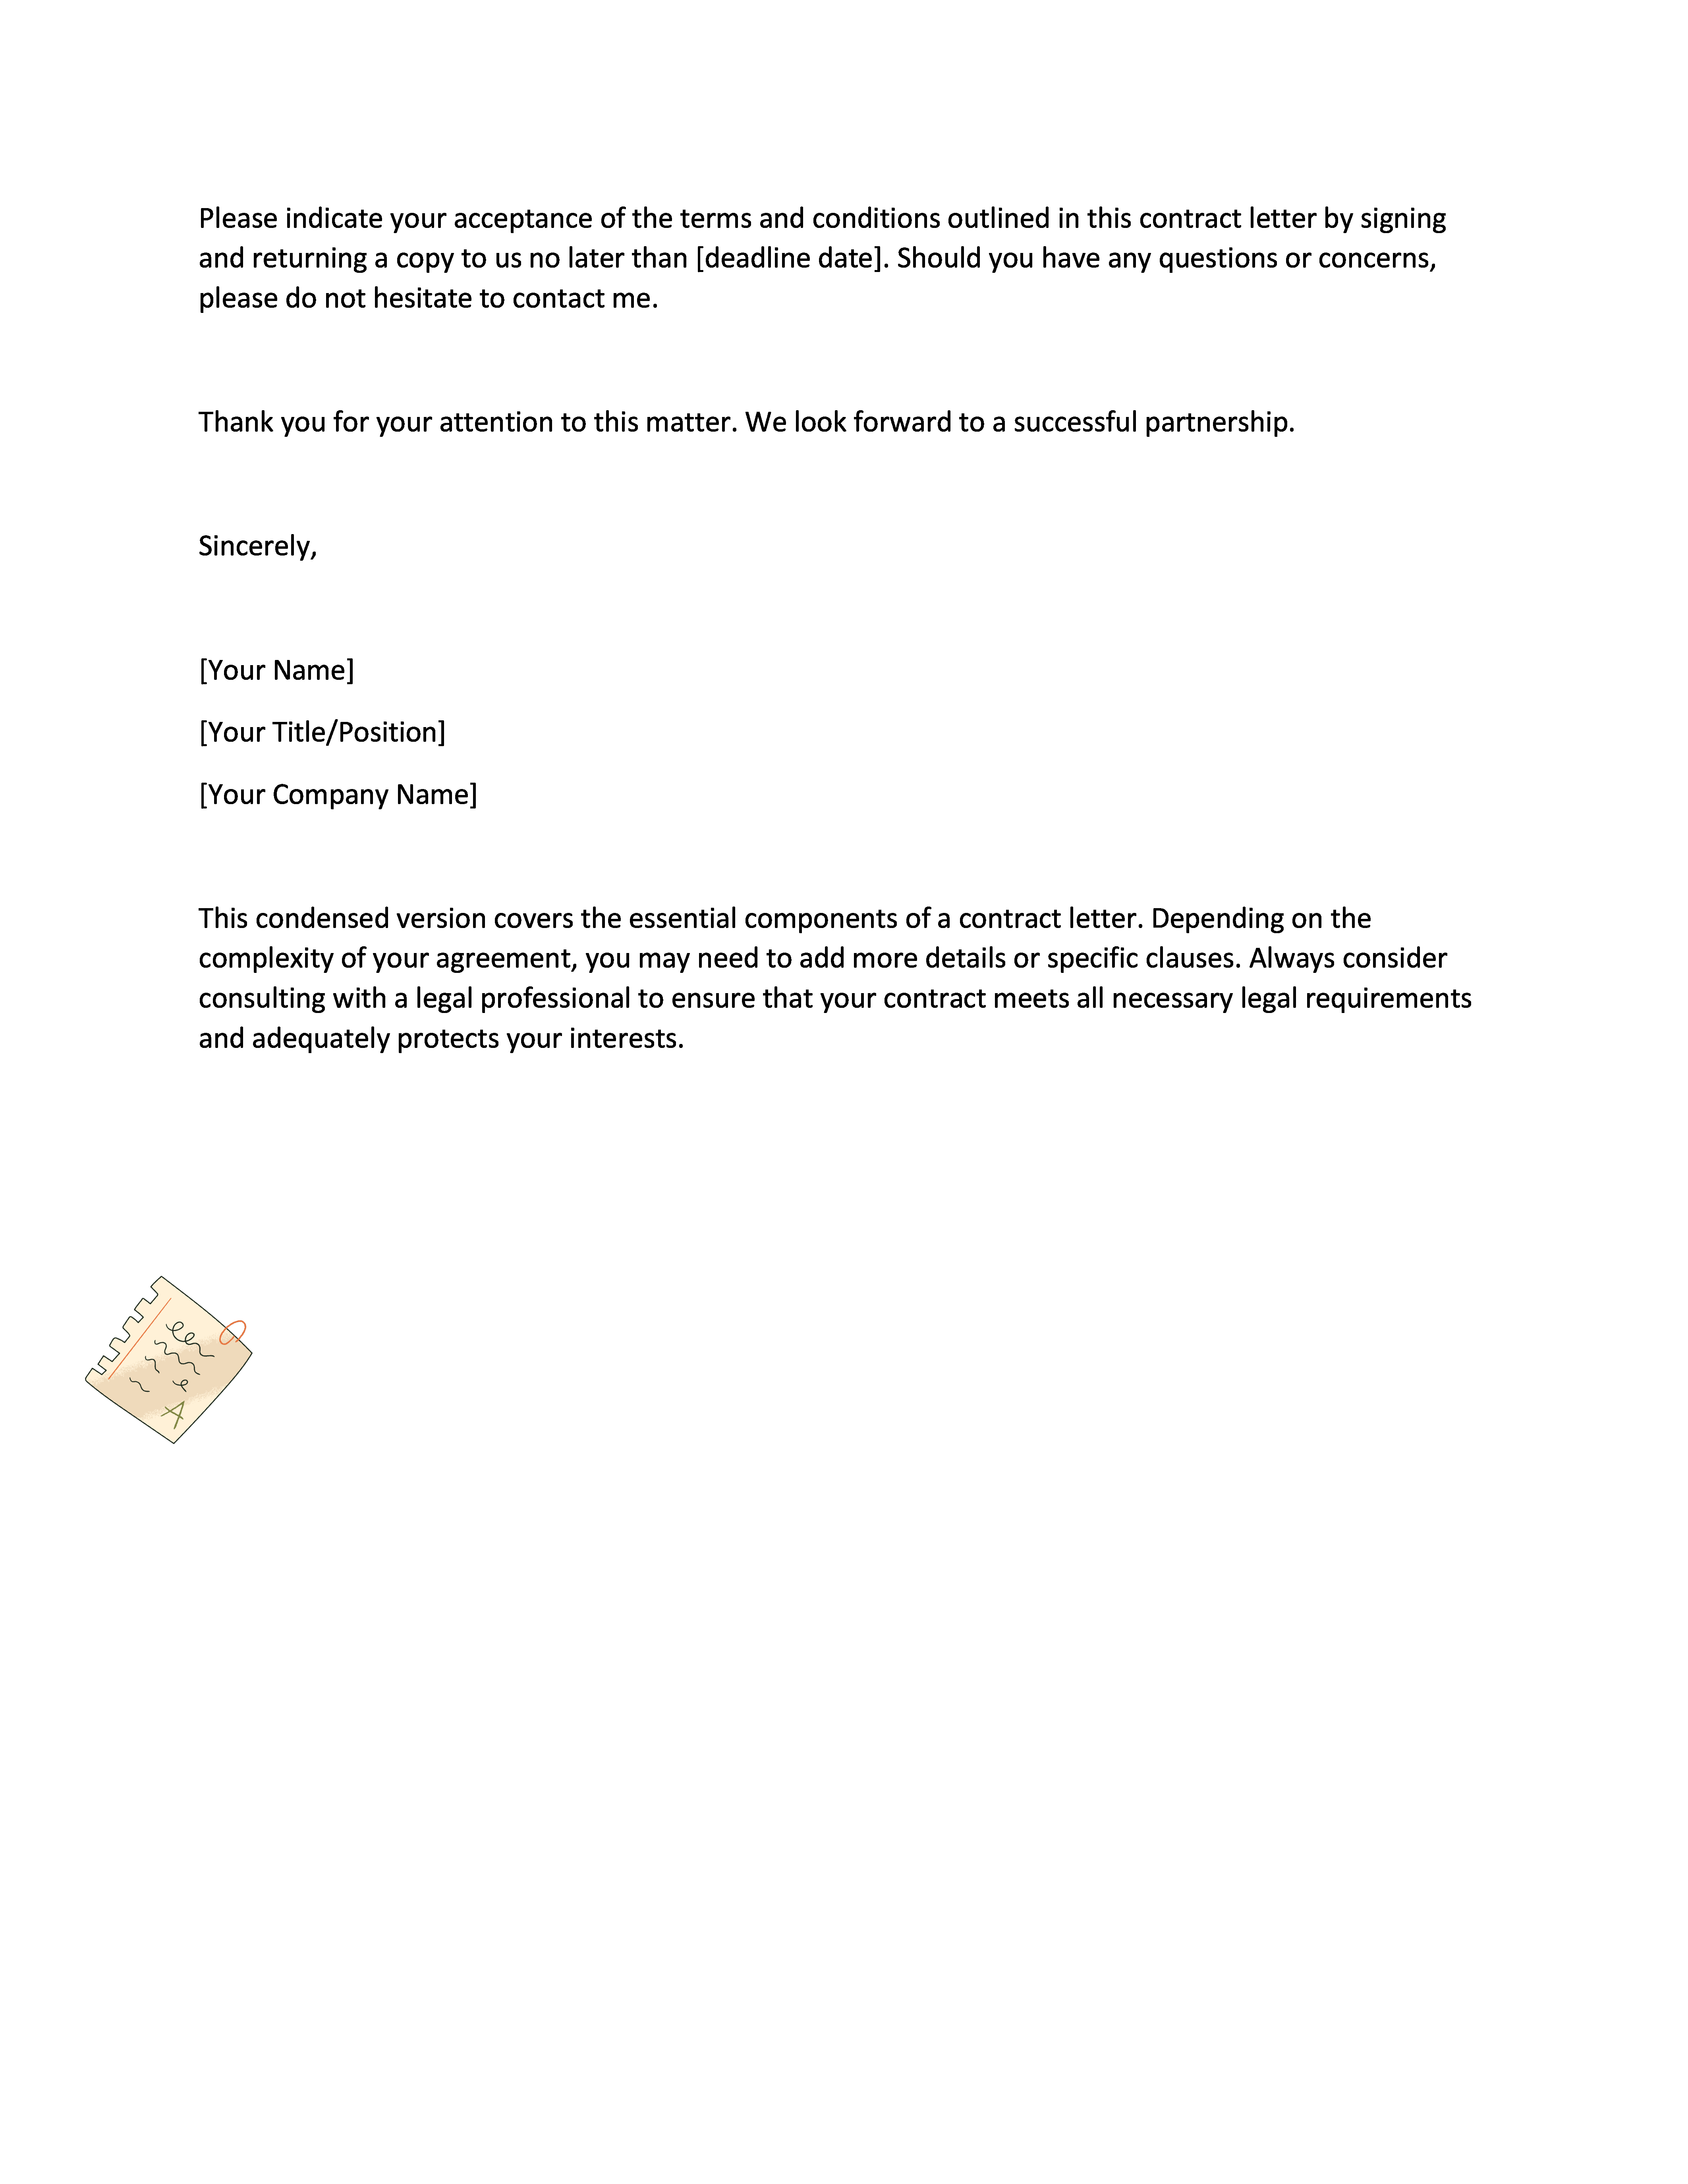 Please indicate your acceptance of the terms and conditions outlined in this contract letter by signing
and returning a copy to us no later than [deadline date]. Should you have any questions or concerns,
please do not hesitate to contact me.
Thank you for your attention to this matter. We look forward to a successful partnership.
Sincerely,
[Your Name]
[Your Title/Position]
[Your Company Name]
This condensed version covers the essential components of a contract letter. Depending on the
complexity of your agreement, you may need to add more details or specific clauses. Always consider
consulting with a legal professional to ensure that your contract meets all necessary legal requirements
and adequately protects your interests.
A